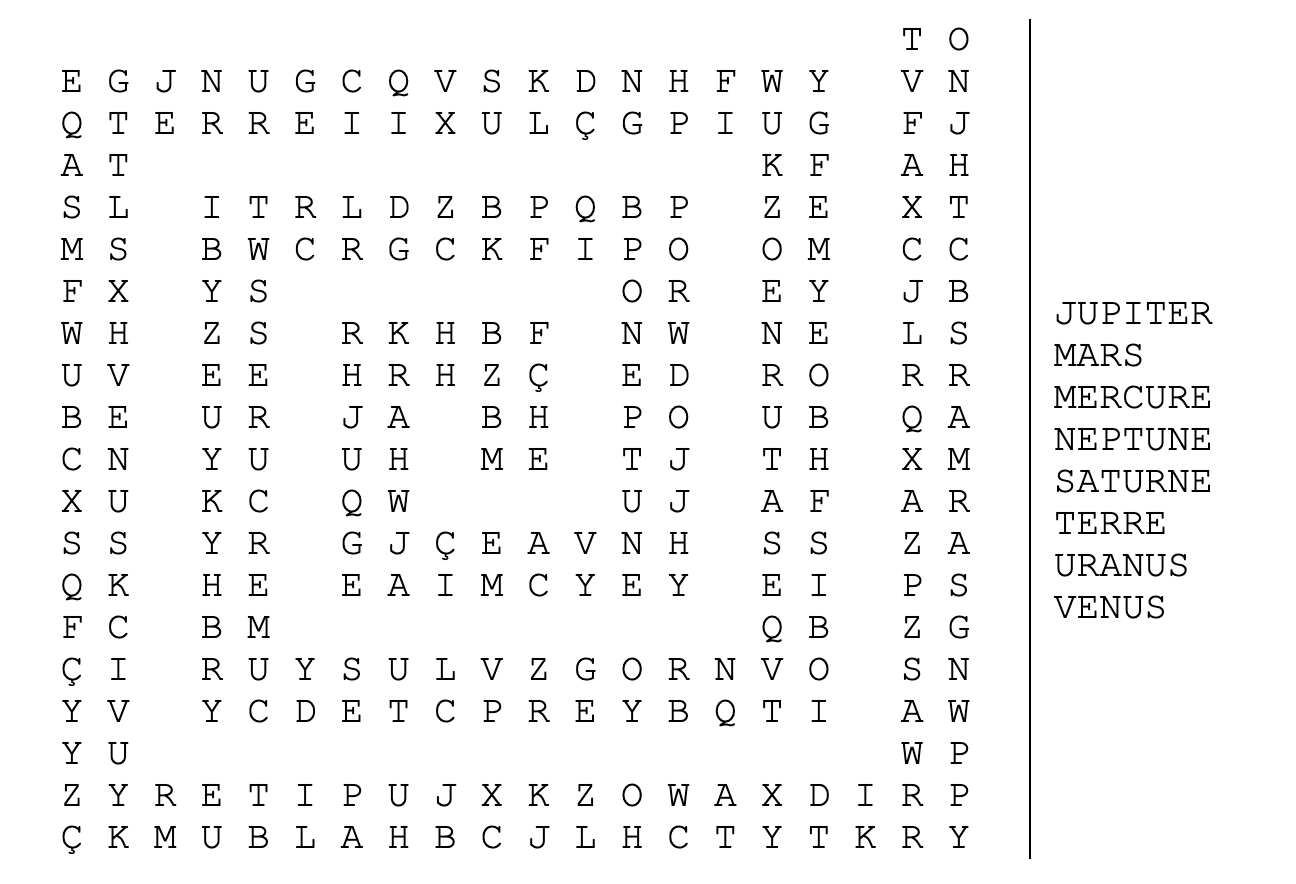 T O
E G J N U G C Q V S K D N H F W Y V N
Q T E R R E I I X U L Ç G P I U G F J
A T K F A H
S L I T R L D Z B P Q B P Z E X T
M S B W C R G C K F I P O O M C C
F X Y S O R E Y J B
W H Z S R K H B F N W N E L S
U V E E H R H Z Ç E D R O R R
B E U R J A B H P O U B Q A
C N Y U U H M E T J T H X M
X U K C Q W U J A F A R
S S Y R G J Ç E A V N H S S Z A
Q K H E E A I M C Y E Y E I P S
F C B M Q B Z G
Ç I R U Y S U L V Z G O R N V O S N
Y V Y C D E T C P R E Y B Q T I A W
Y U W P
Z Y R E T I P U J X K Z O W A X D I R P
Ç K M U B L A H B C J L H C T Y T K R Y
JUPITER
MARS
MERCURE
NEPTUNE
SATURNE
TERRE
URANUS
VENUS